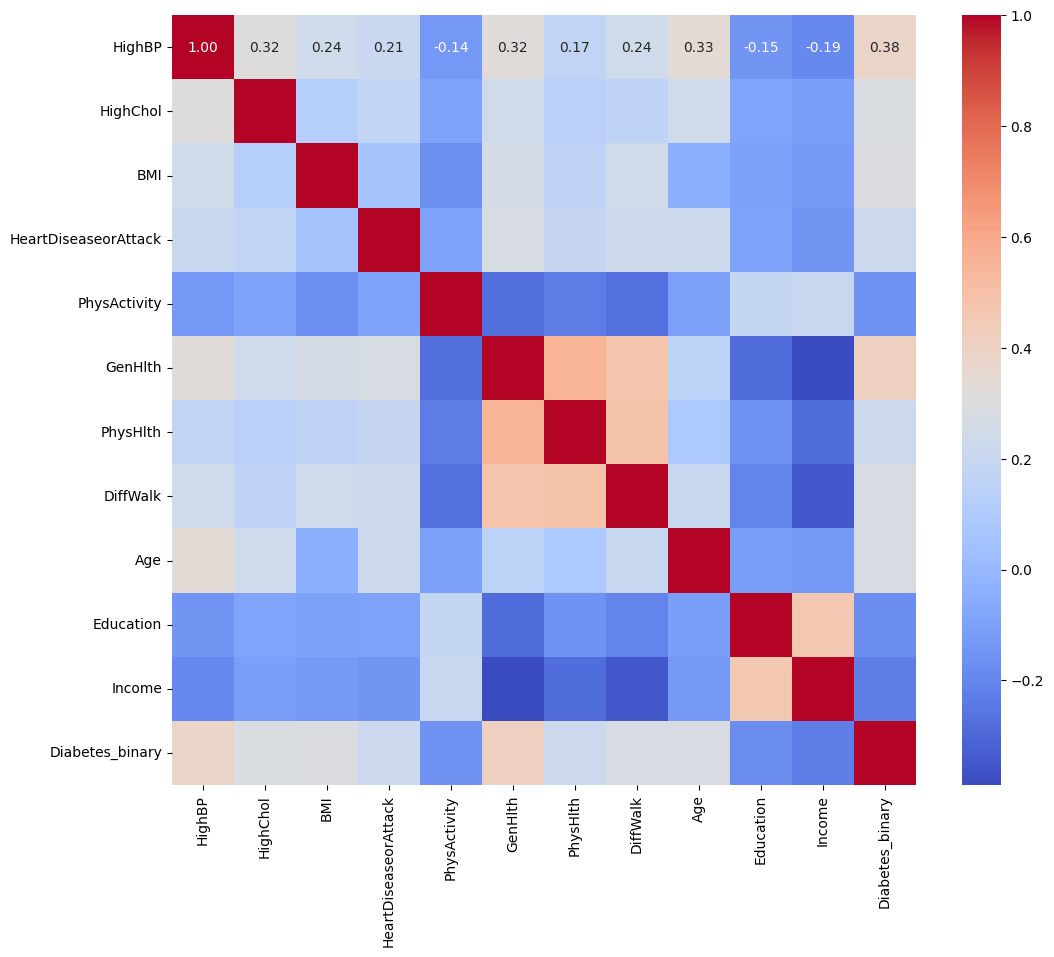 HighBP 1.00 0.32 0.24 0.21 -0.14 0.32 0.17 0.24 0.33 -0.15 -0.19 0.38
HighChol
BMI
HeartDiseaseorAttack
PhysActivity
GenHlth
PhysHlth
DiffWalk
Age
Education
Income
Diabetes_binary
HighBP
HighChol
BMI
HeartDiseaseorAttack
PhysActivity
GenHlth
PhysHlth
DiffWalk
Age
Education
Income
Diabetes_binary
1.0
0.8
0.6
0.4
0.2
0.0
−0.2